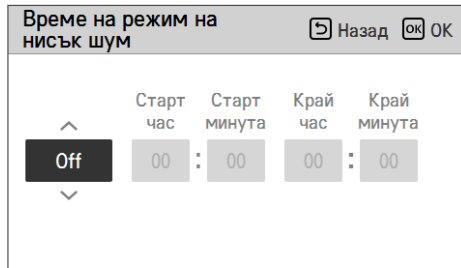 Време на режим на
нисък шум
Назад
OK OK
Старт час
Старт минута
Край час
Край минута
Off
00 : 00
00 : 00